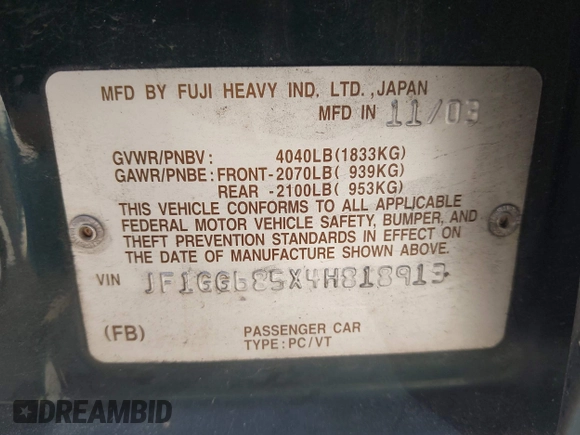 MFD BY FUJI HEAVY IND. LTD.,JAPAN
MFD IN 11/03
GVWR/PNBV: 4040LB(1833KG)
GAWR/PNBE:FRONT-2070LB( 939KG)
REAR -2100LB( 953KG)
THIS VEHICLE CONFORMS TO ALL APPLICABLE
FEDERAL MOTOR VEHICLE SAFETY, BUMPER, AND
THEFT PREVENTION STANDARDS IN EFFECT ON
THE DATE OF MANUFACTURE SHOWN ABOVE.
VIN JF1GG685X4H818913
(FB) PASSENGER CAR
TYPE:PC/VT
DREAMBID